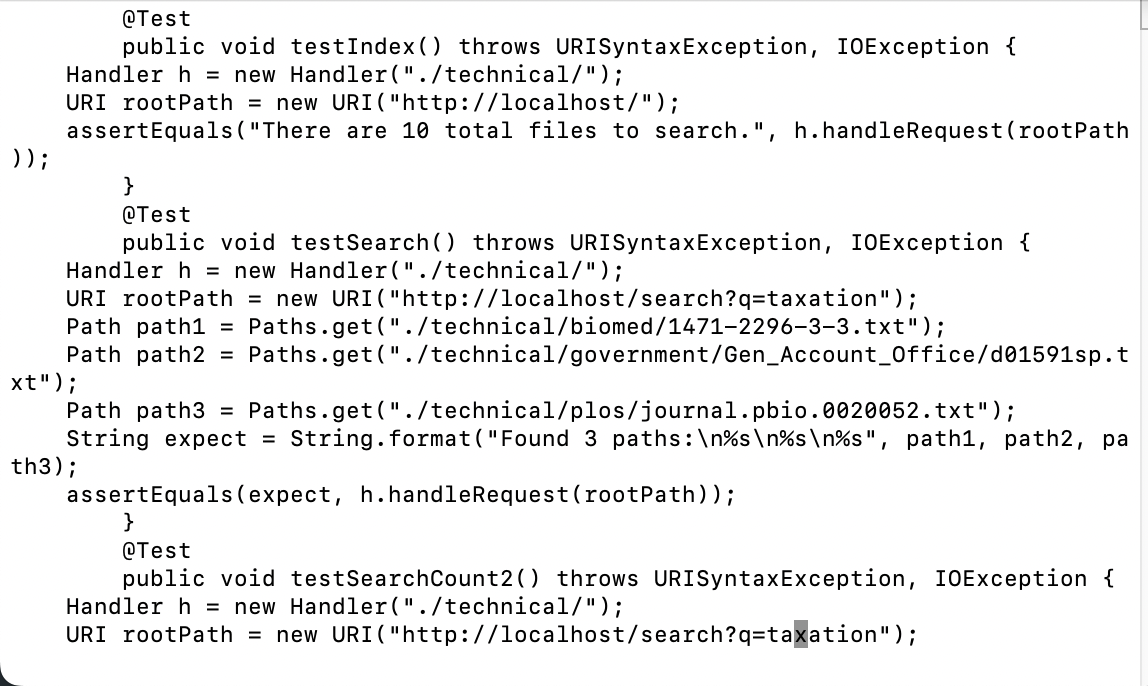 @Test
public void testIndex() throws URISyntaxException, IOException {
Handler h = new Handler("./technical/");
URI rootPath = new URI("http://localhost/");
assertEquals("There are 10 total files to search.", h.handleRequest(rootPath
));
}
@Test
public void testSearch() throws URISyntaxException, IOException {
Handler h = new Handler("./technical/");
URI rootPath = new URI("http://localhost/search?q=taxation");
Path path1 = Paths.get("./technical/biomed/1471-2296-3-3.txt");
Path path2 = Paths.get("./technical/government/Gen_Account_Office/d01591sp.t
xt");
Path path3 = Paths.get("./technical/plos/journal.pbio.0020052.txt");
String expect = String.format("Found 3 paths:\n%s\n%s\n%s", path1, path2, pa
th3);
assertEquals(expect, h.handleRequest(rootPath));
}
@Test
public void testSearchCount2() throws URISyntaxException, IOException {
Handler h = new Handler("./technical/");
URI rootPath = new URI("http://localhost/search?q=taxation");